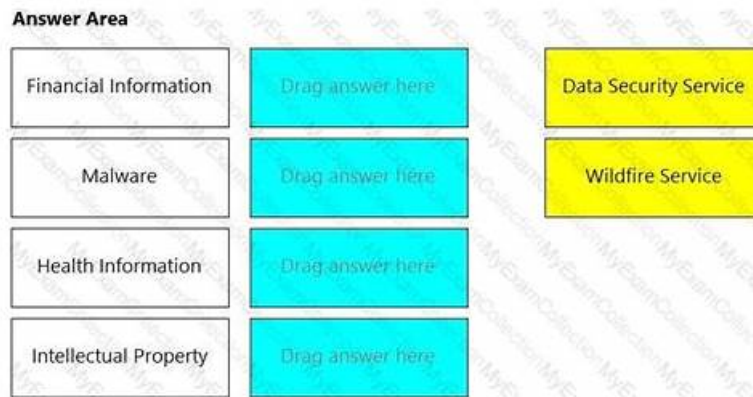 Answer Area
Financial Information Drag answer here Data Security Service
Malware Drag answer here Wildfire Service
Health Information Drag answer here
Intellectual Property Drag answer here
MyExamCollection